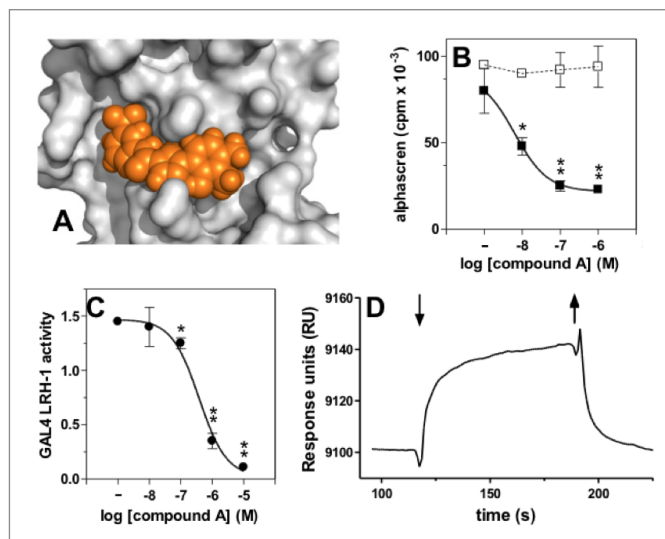 A
B
alphascren (cpm x 10⁻³)
100
50
0
*
**
**
– -8 -7 -6
log [compound A] (M)
C
GAL4 LRH-1 activity
1.5
1.0
0.5
0.0
*
**
**
– -8 -7 -6 -5
log [compound A] (M)
D
Response units (RU)
9160
9140
9120
9100
100 150 200
time (s)